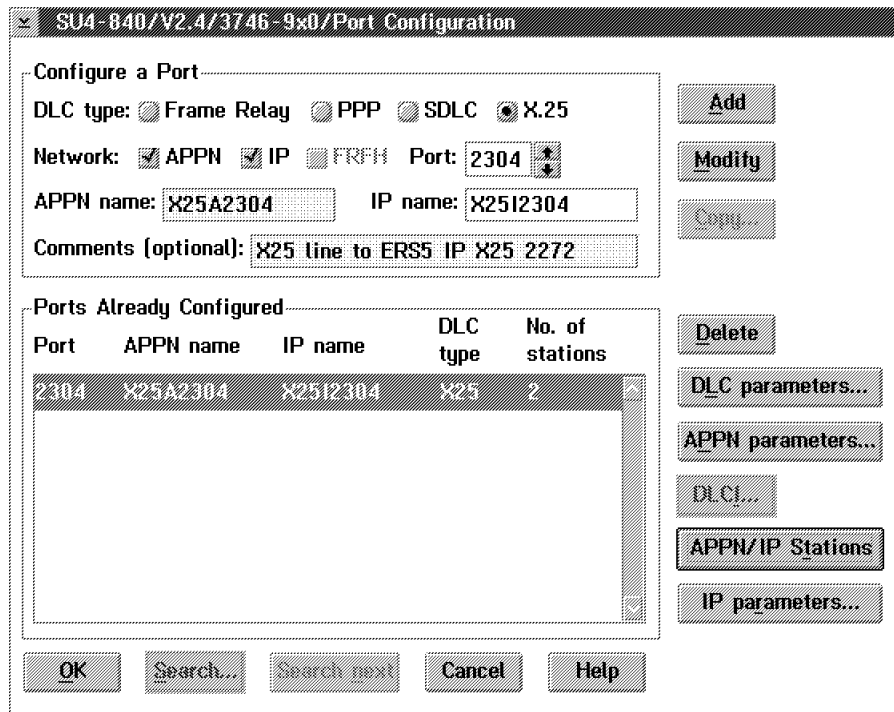 SU4-840/V2.4/3746-9x0/Port Configuration
Configure a Port
DLC type: Frame Relay PPP SDLC X.25
Network: APPN IP FRFH Port: 2304
APPN name: X25A2304 IP name: X25I2304
Comments (optional): X25 line to ERS5 IP X25 2272
Add
Modify
Copy...
Ports Already Configured
Port APPN name IP name DLC type No. of stations
2304 X25A2304 X25I2304 X25 2
Delete
DLC parameters...
APPN parameters...
DLCI...
APPN/IP Stations
IP parameters...
OK Search... Search next Cancel Help